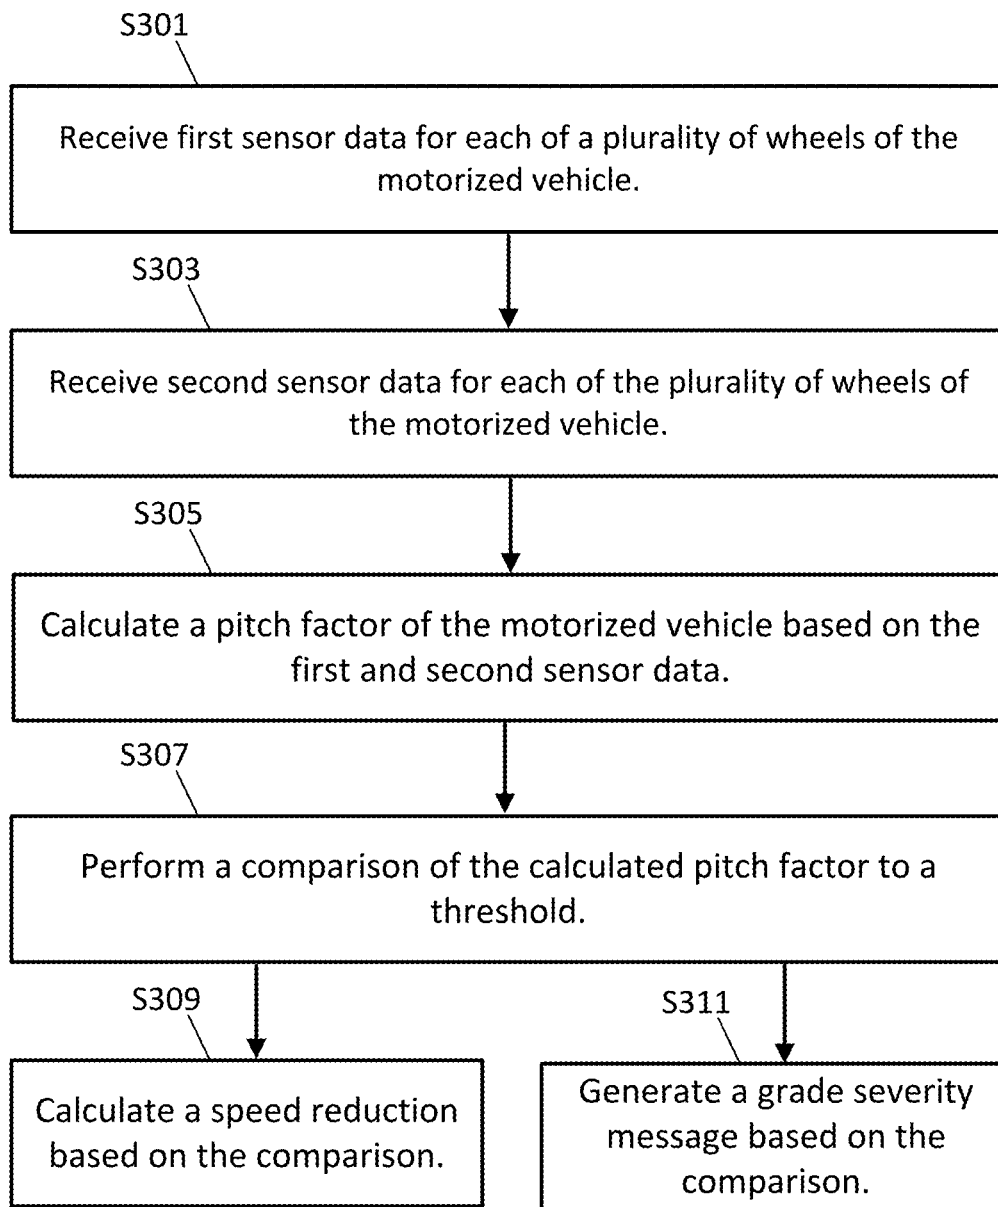 S301
Receive first sensor data for each of a plurality of wheels of the
motorized vehicle.
S303
Receive second sensor data for each of the plurality of wheels of
the motorized vehicle.
S305
Calculate a pitch factor of the motorized vehicle based on the
first and second sensor data.
S307
Perform a comparison of the calculated pitch factor to a
threshold.
S309
Calculate a speed reduction
based on the comparison.
S311
Generate a grade severity
message based on the
comparison.